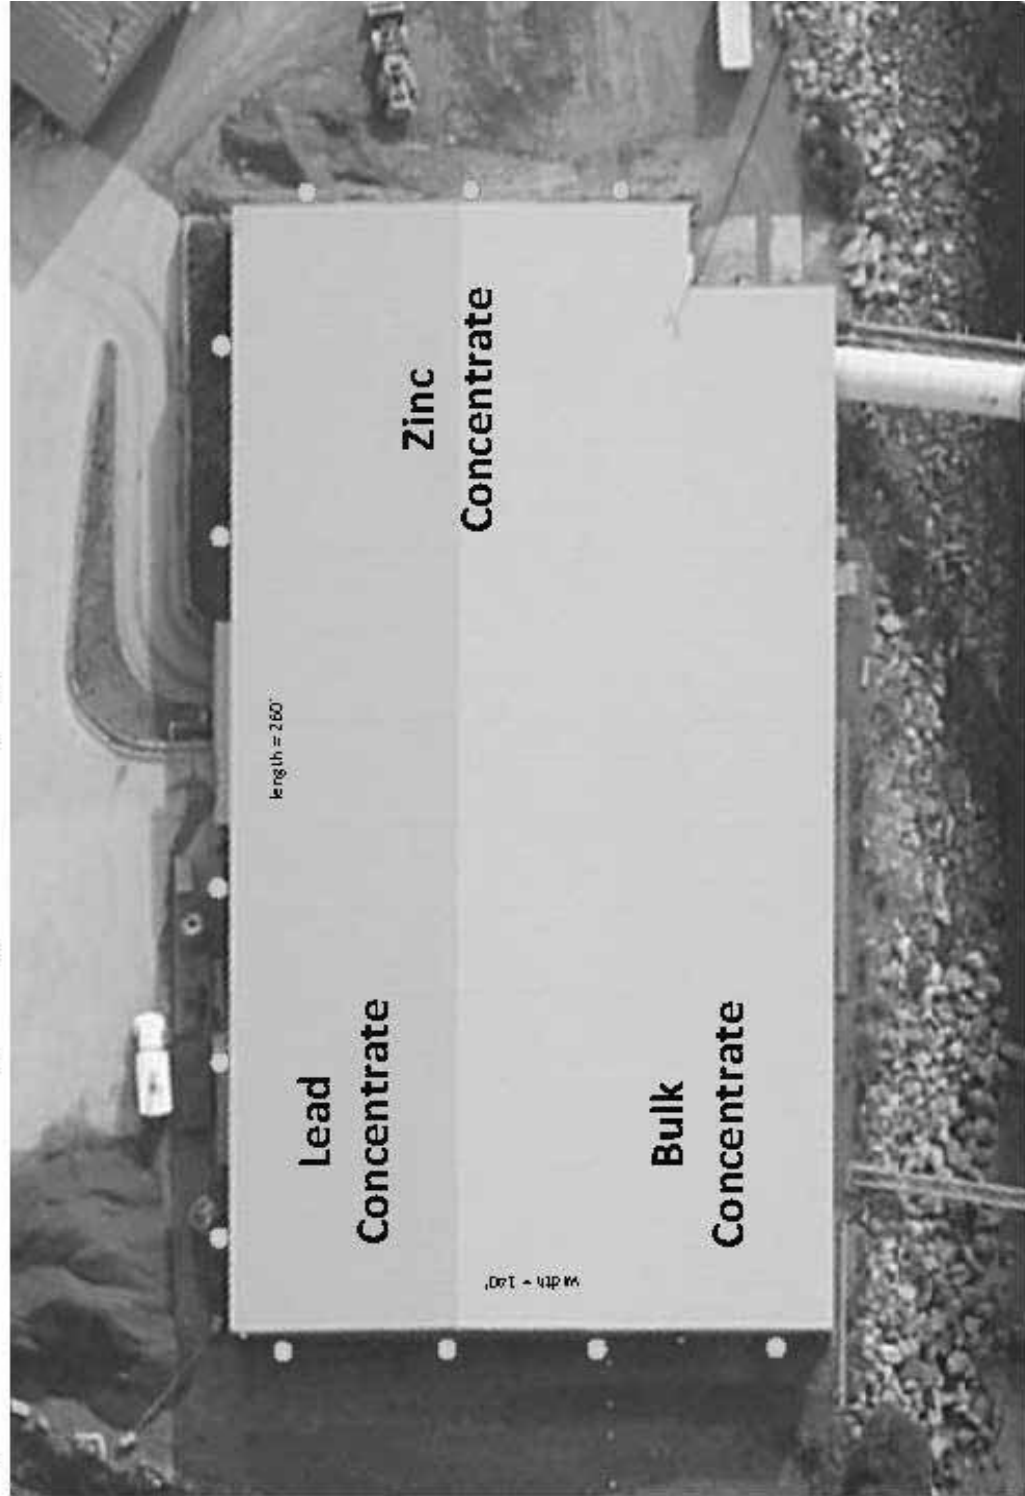 Zinc
Concentrate
length = 260'
Lead
Concentrate
Bulk
Concentrate
Width = 140'